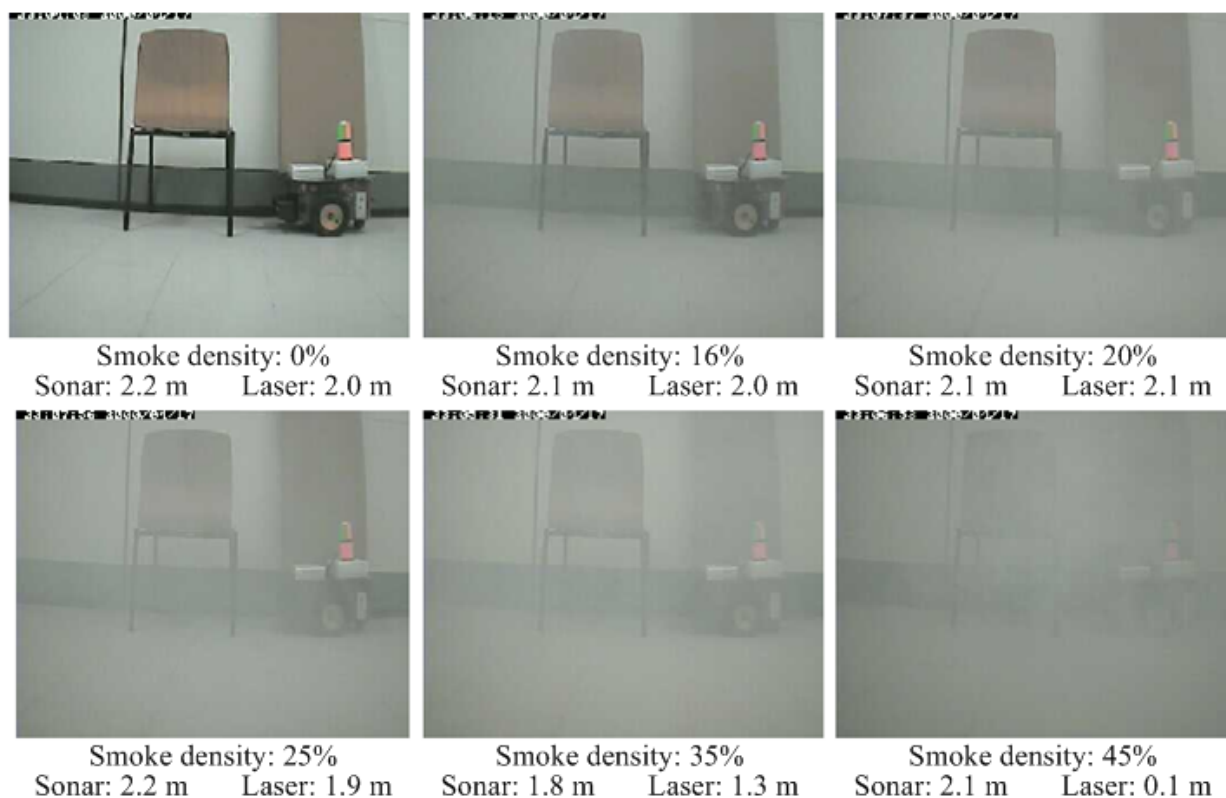 Smoke density: 0%
Sonar: 2.2 m Laser: 2.0 m
Smoke density: 16%
Sonar: 2.1 m Laser: 2.0 m
Smoke density: 20%
Sonar: 2.1 m Laser: 2.1 m
Smoke density: 25%
Sonar: 2.2 m Laser: 1.9 m
Smoke density: 35%
Sonar: 1.8 m Laser: 1.3 m
Smoke density: 45%
Sonar: 2.1 m Laser: 0.1 m